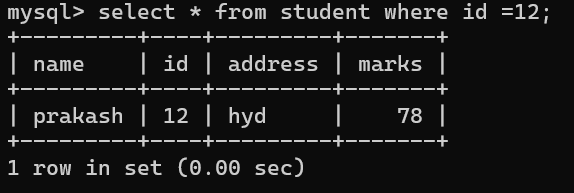 mysql> select * from student where id =12;
+---------+----+---------+-------+
| name    | id | address | marks |
+---------+----+---------+-------+
| prakash | 12 | hyd     |    78 |
+---------+----+---------+-------+
1 row in set (0.00 sec)